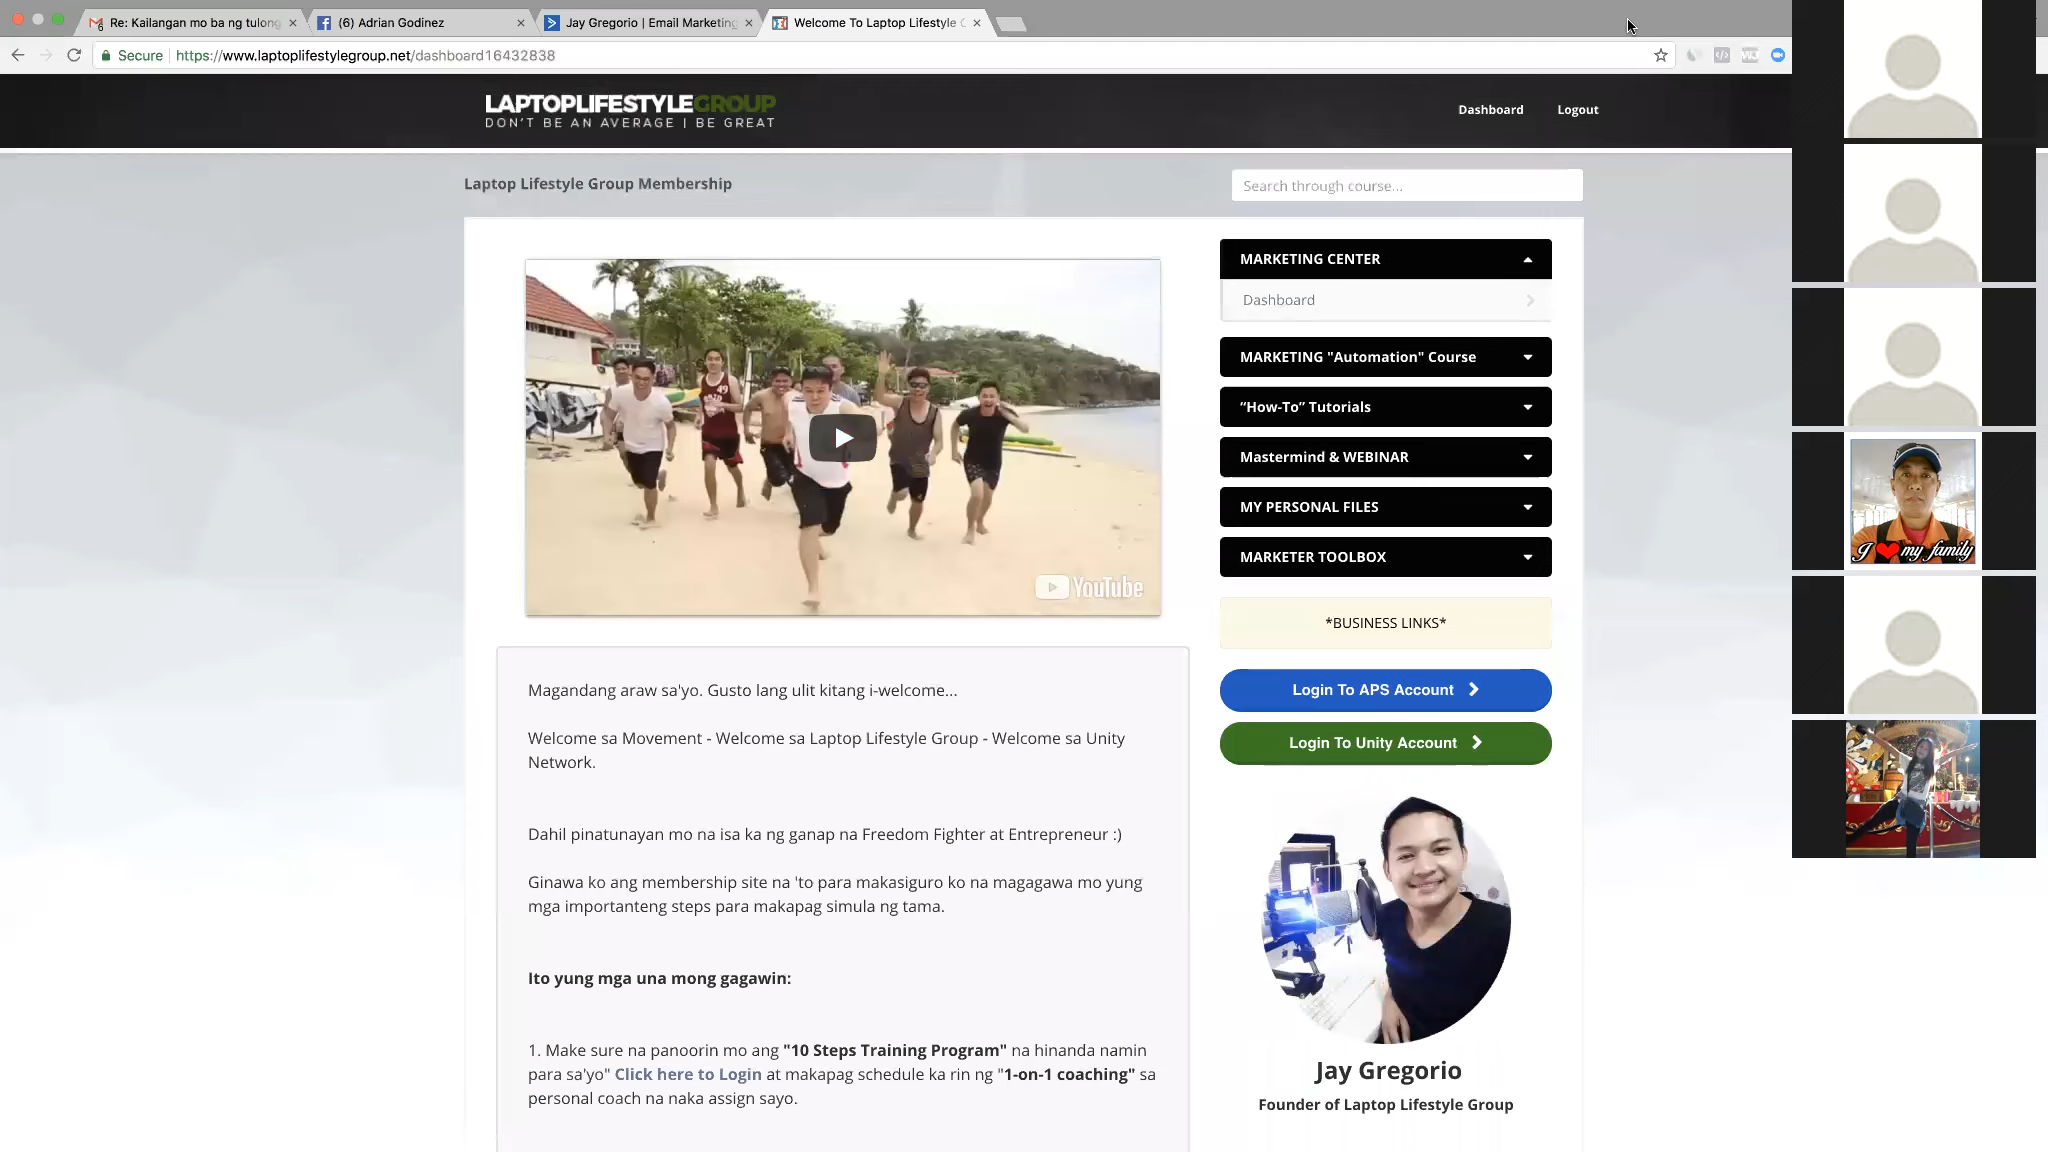 Re: Kailangan mo ba ng tulong
(6) Adrian Godinez
Jay Gregorio | Email Marketing
Welcome To Laptop Lifestyle G
Secure
https://www.laptoplifestylegroup.net/dashboard16432838
LAPTOPLIFESTYLEGROUP
DON'T BE AN AVERAGE | BE GREAT
Dashboard
Logout
Laptop Lifestyle Group Membership
Search through course...
49
YouTube
Magandang araw sa'yo. Gusto lang ulit kitang i-welcome...
Welcome sa Movement - Welcome sa Laptop Lifestyle Group - Welcome sa Unity
Network.
Dahil pinatunayan mo na isa ka ng ganap na Freedom Fighter at Entrepreneur :)
Ginawa ko ang membership site na 'to para makasiguro ko na magagawa mo yung
mga importanteng steps para makapag simula ng tama.
Ito yung mga una mong gagawin:
1. Make sure na panoorin mo ang "10 Steps Training Program" na hinanda namin
para sa'yo" Click here to Login at makapag schedule ka rin ng "1-on-1 coaching" sa
personal coach na naka assign sayo.
MARKETING CENTER
Dashboard
MARKETING "Automation" Course
“How-To” Tutorials
Mastermind & WEBINAR
MY PERSONAL FILES
MARKETER TOOLBOX
*BUSINESS LINKS*
Login To APS Account
Login To Unity Account
Jay Gregorio
Founder of Laptop Lifestyle Group
I ❤ my family